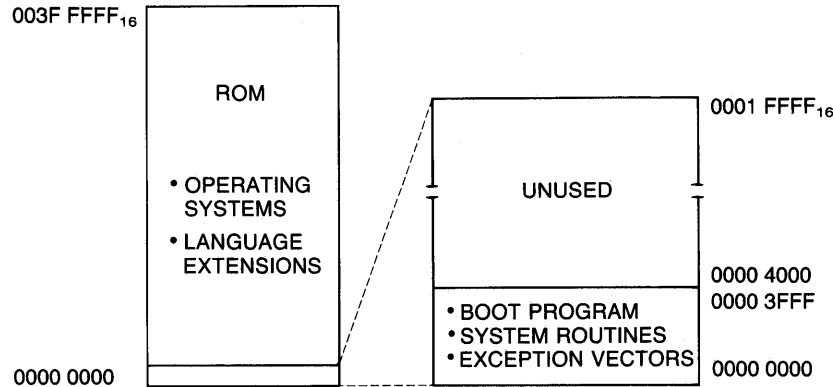 003F FFFF₁₆
ROM
• OPERATING
SYSTEMS
• LANGUAGE
EXTENSIONS
0000 0000
0001 FFFF₁₆
UNUSED
0000 4000
0000 3FFF
• BOOT PROGRAM
• SYSTEM ROUTINES
• EXCEPTION VECTORS
0000 0000